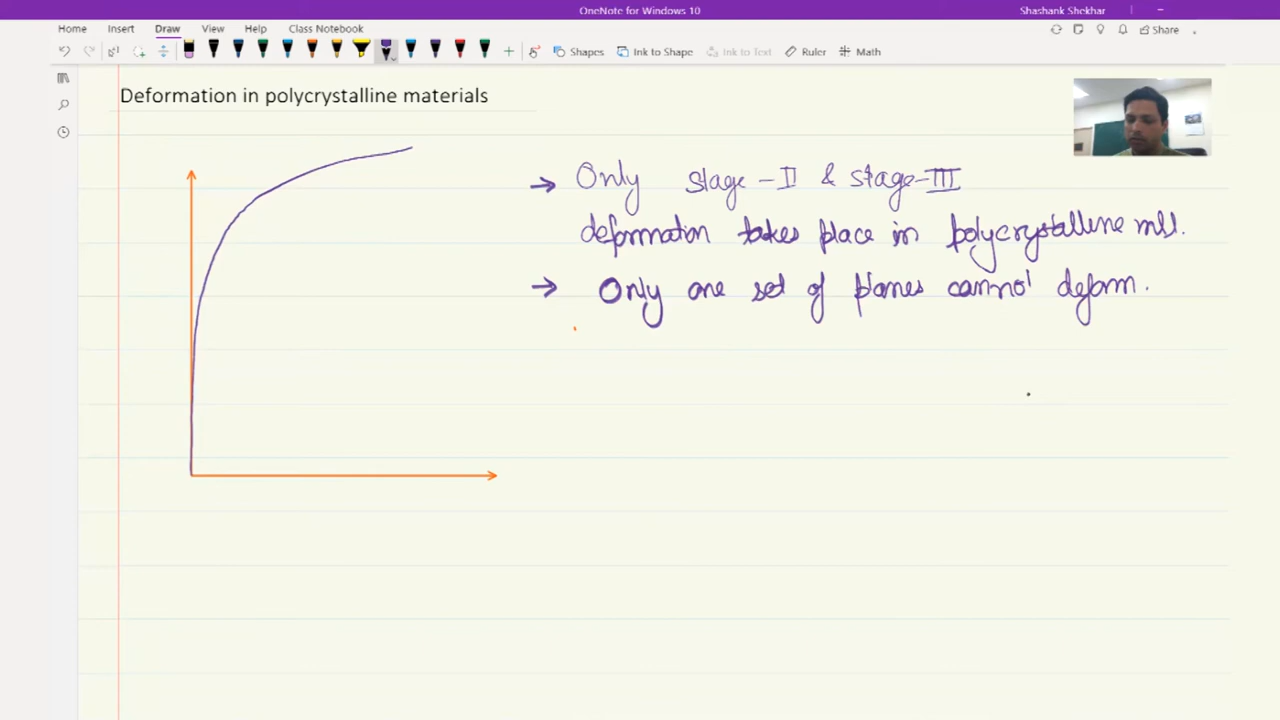 OneNote for Windows 10
Shashank Shekhar
Home Insert Draw View Help Class Notebook
Shapes Ink to Shape Ink to Text Ruler Math Share
Deformation in polycrystalline materials
→ Only Stage-II & Stage-III
deformation takes place in polycrystalline mtl.
→ Only one set of planes cannot deform.